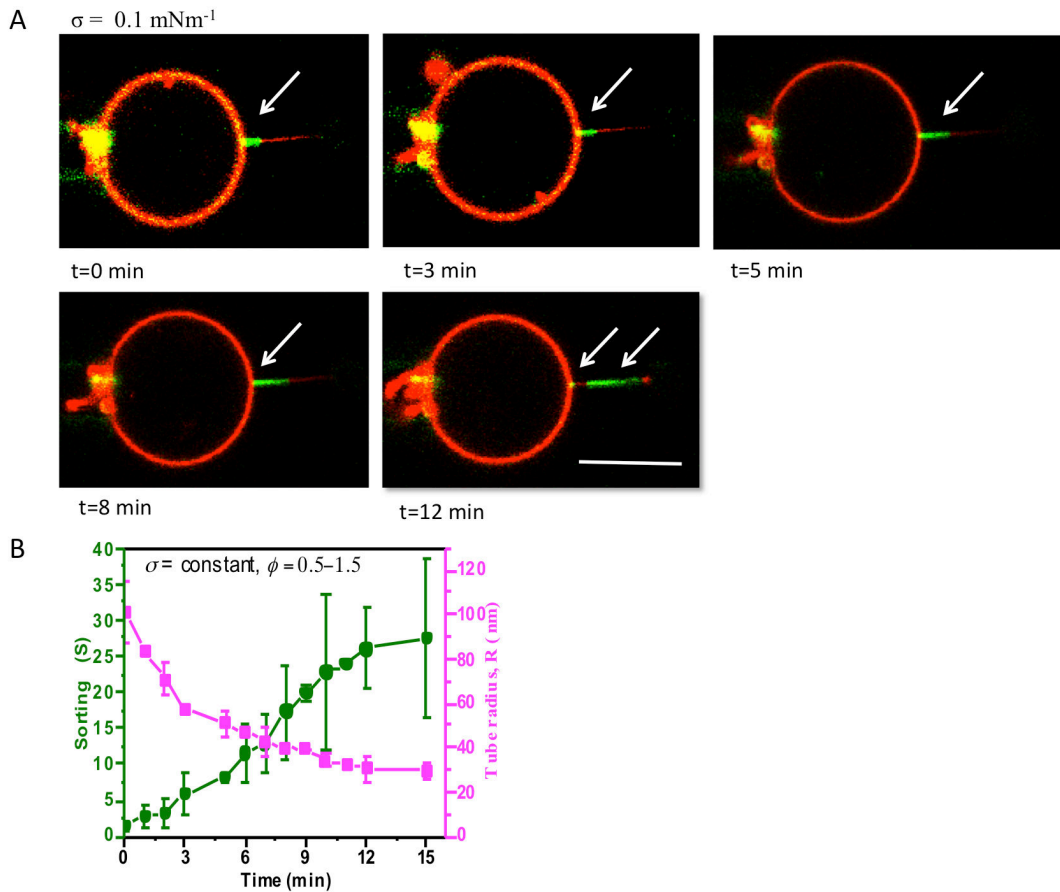 A
σ = 0.1 mNm-1
t=0 min
t=3 min
t=5 min
t=8 min
t=12 min
B
σ = constant, ϕ = 0.5–1.5
40
35
30
25
20
15
10
5
0
Sorting (S)
120
100
80
60
40
20
0
Tube radius, R ( nm)
0
3
6
9
12
15
Time (min)